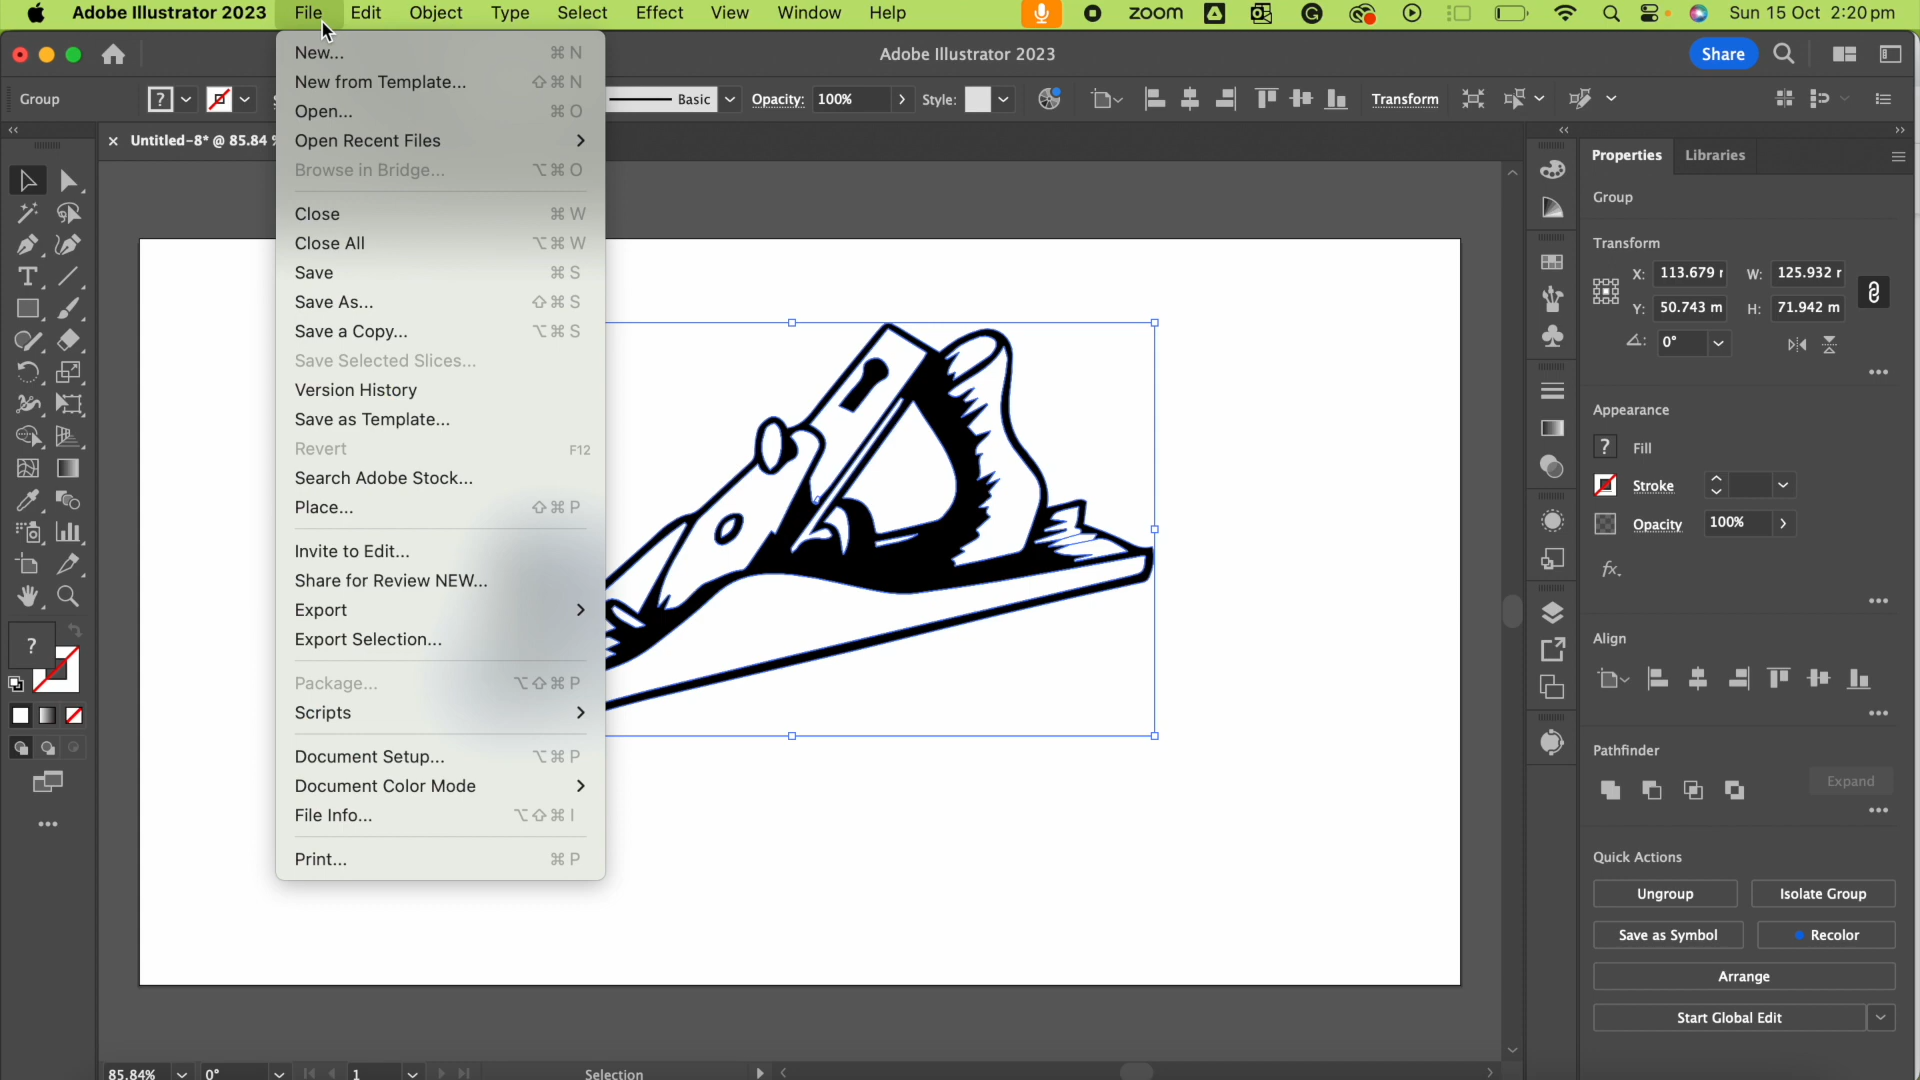 Adobe Illustrator 2023 File Edit Object Type Select Effect View Window Help zoom Sun 15 Oct 2:20 pm
Adobe Illustrator 2023 Share
Group ? Basic Opacity: 100% Style: Transform
Untitled-8* @ 85.84
New... ⌘ N
New from Template... ⇧ ⌘ N
Open... ⌘ O
Open Recent Files
Browse in Bridge... ⌥ ⌘ O
Close ⌘ W
Close All ⌥ ⌘ W
Save ⌘ S
Save As... ⇧ ⌘ S
Save a Copy... ⌥ ⌘ S
Save Selected Slices...
Version History
Save as Template...
Revert F12
Search Adobe Stock...
Place... ⇧ ⌘ P
Invite to Edit...
Share for Review NEW...
Export
Export Selection...
Package... ⌥ ⇧ ⌘ P
Scripts
Document Setup... ⌥ ⌘ P
Document Color Mode
File Info... ⌥ ⇧ ⌘ I
Print... ⌘ P
?
Properties Libraries
Group
Transform
X: 113.679 W: 125.932
Y: 50.743 m H: 71.942 m
0°
Appearance
? Fill
Stroke
Opacity 100%
fx.
Align
Pathfinder
Expand
Quick Actions
Ungroup Isolate Group
Save as Symbol Recolor
Arrange
Start Global Edit
85.84% 0° 1 Selection